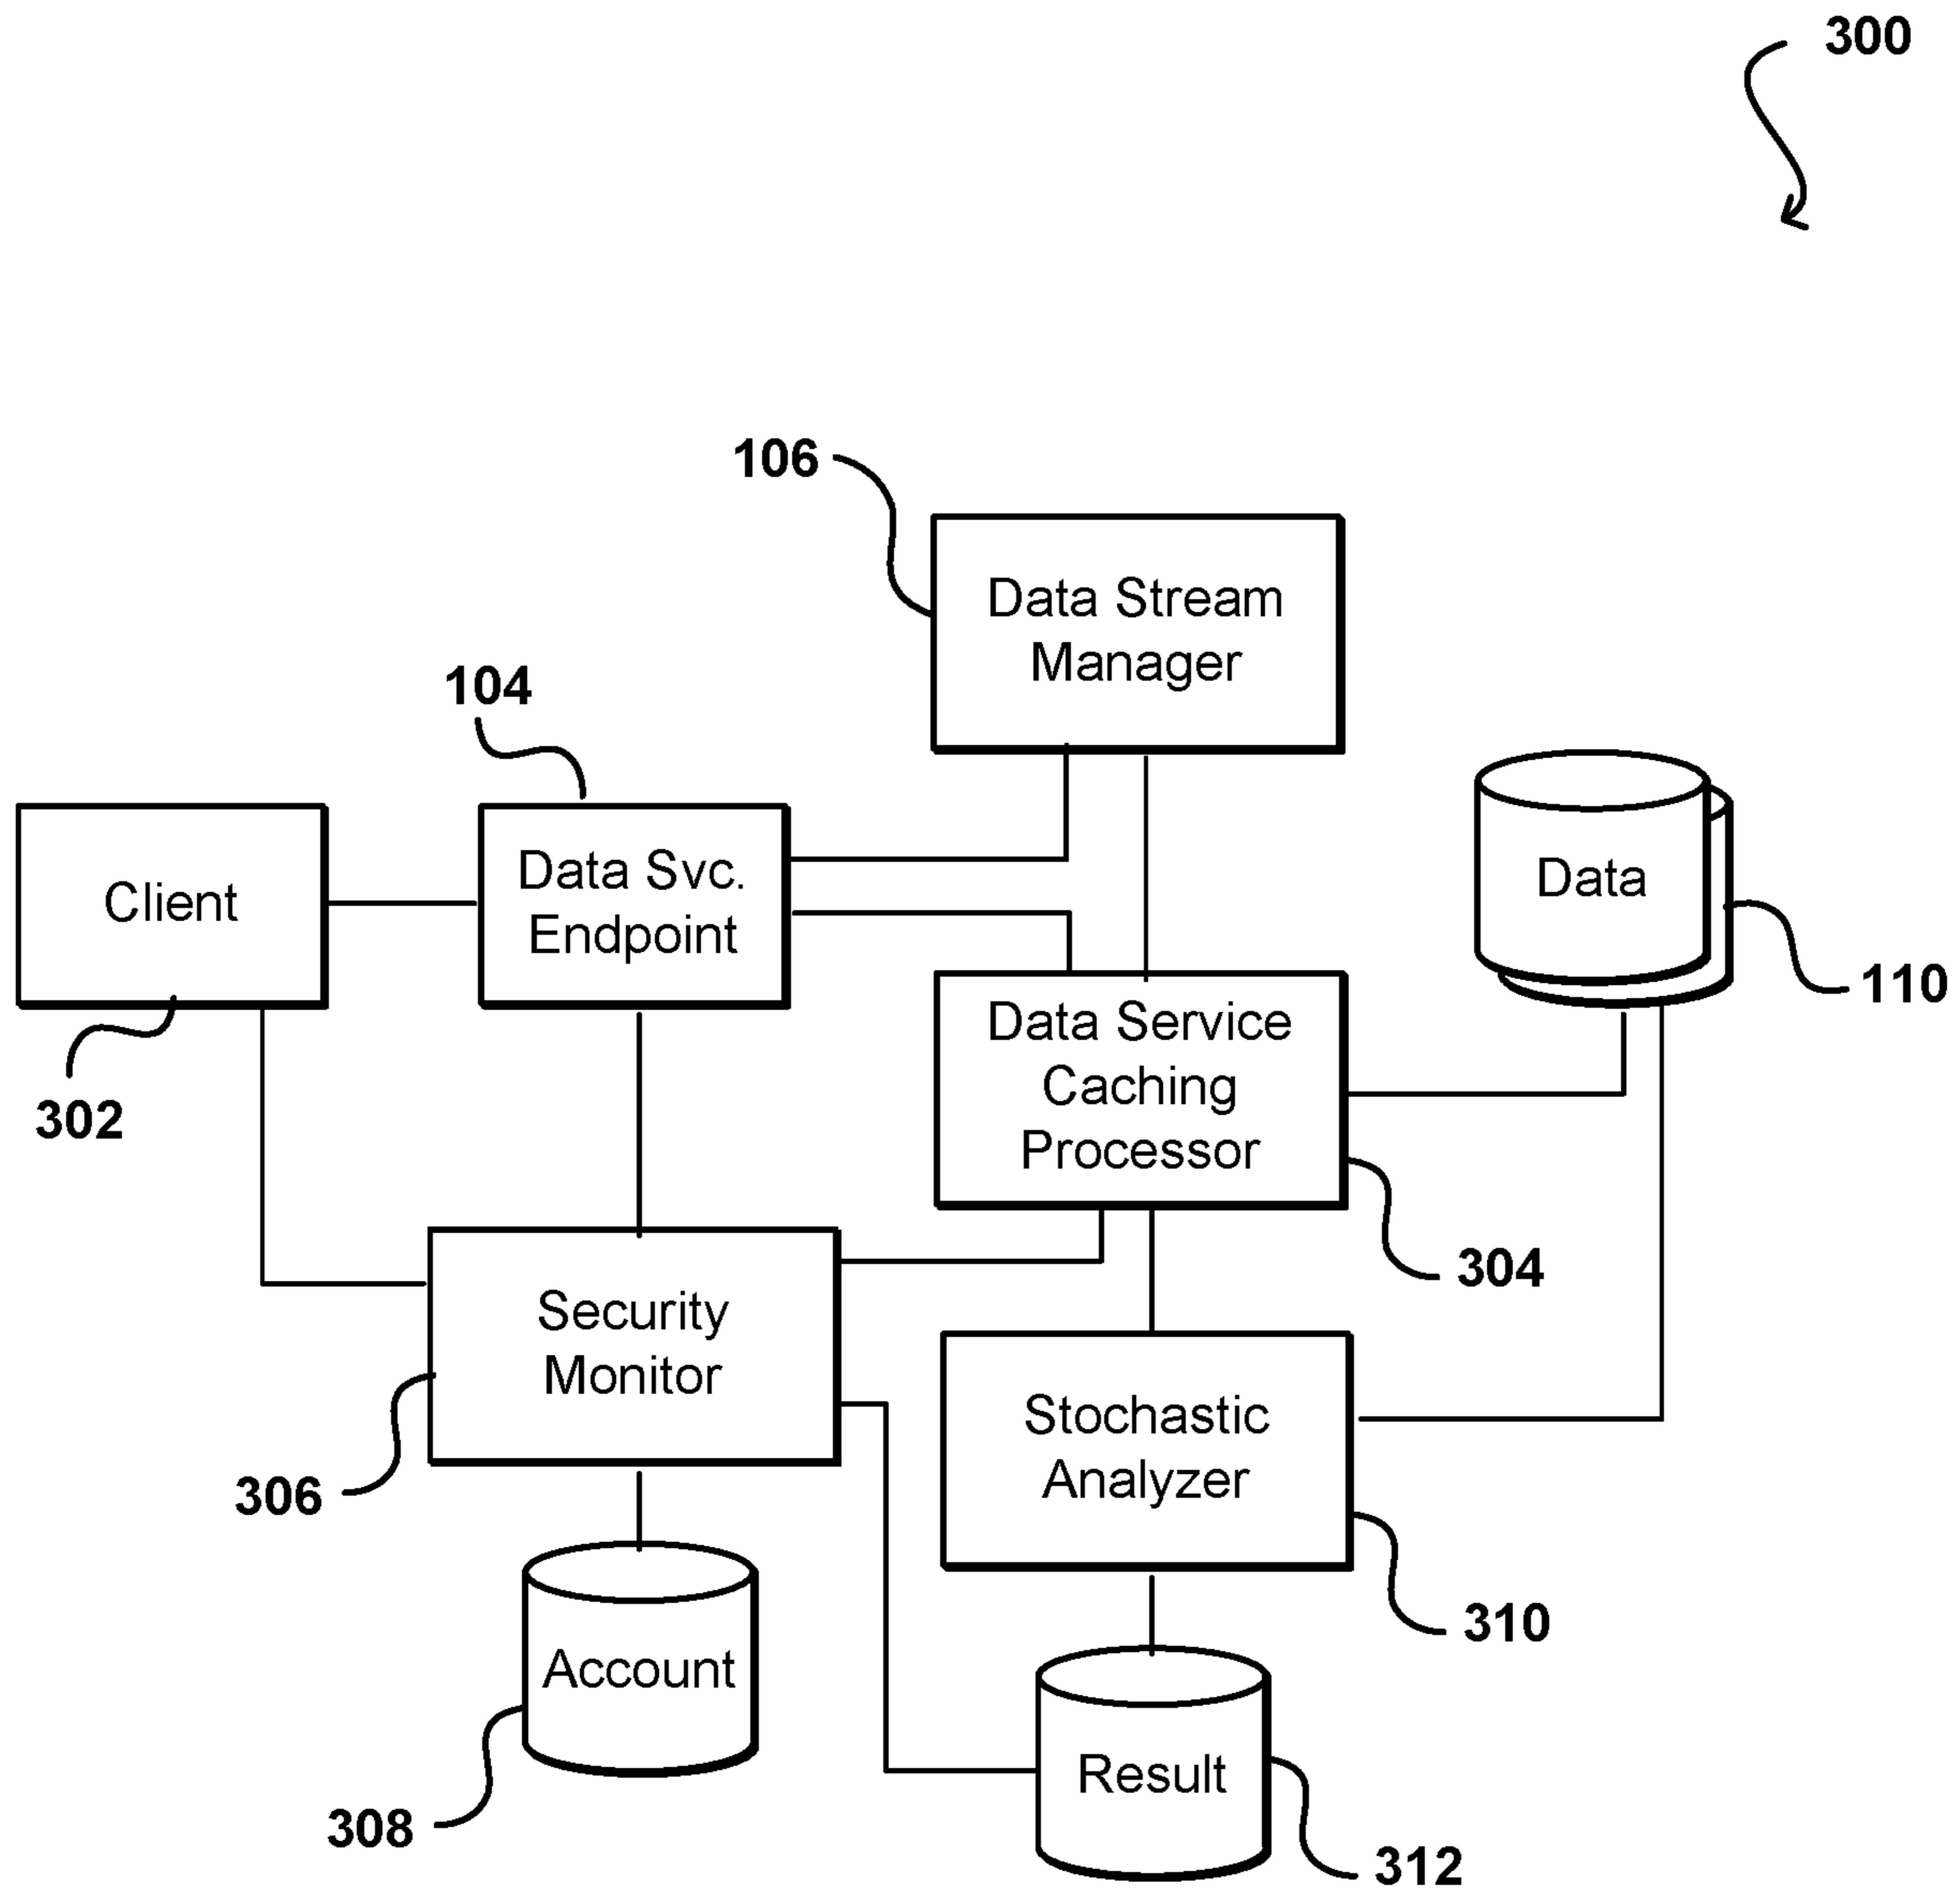 300
106
Data Stream
Manager
104
Client
Data Svc.
Endpoint
Data
110
Data Service
Caching
Processor
302
304
Security
Monitor
306
Stochastic
Analyzer
310
Account
308
Result
312